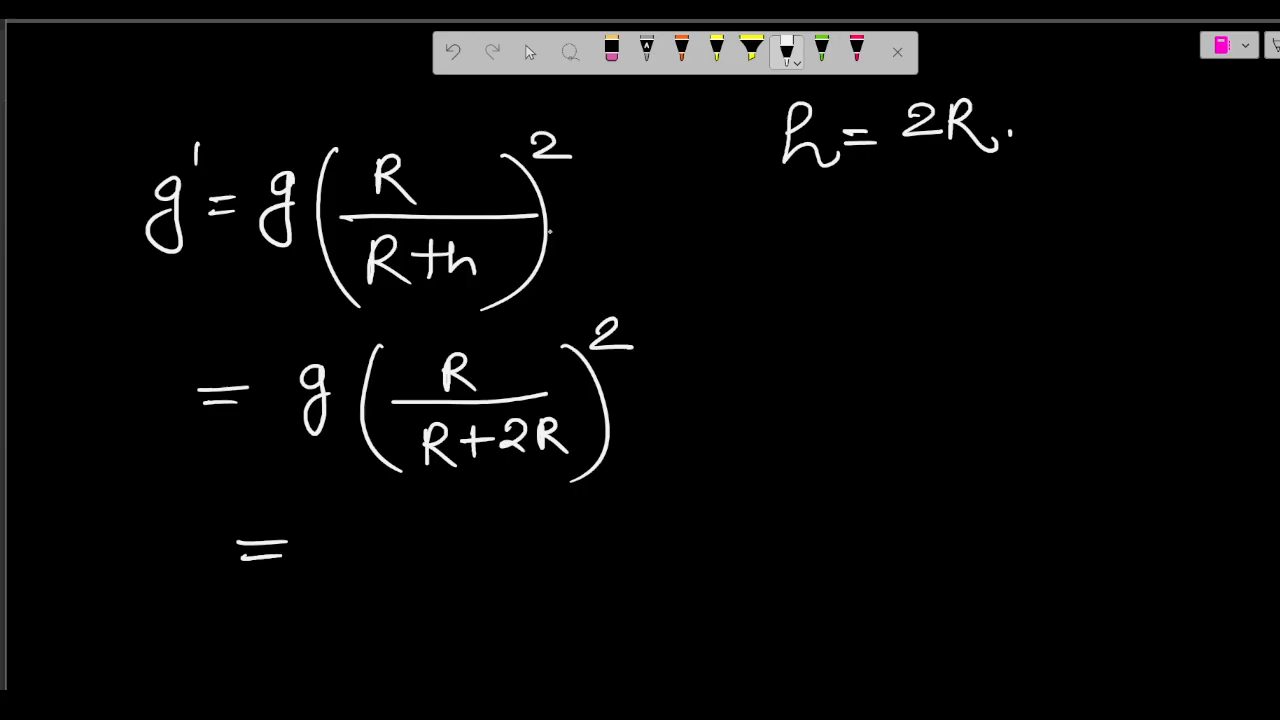 g' = g (R / R+h)²
h = 2R.
= g (R / R+2R)²
=